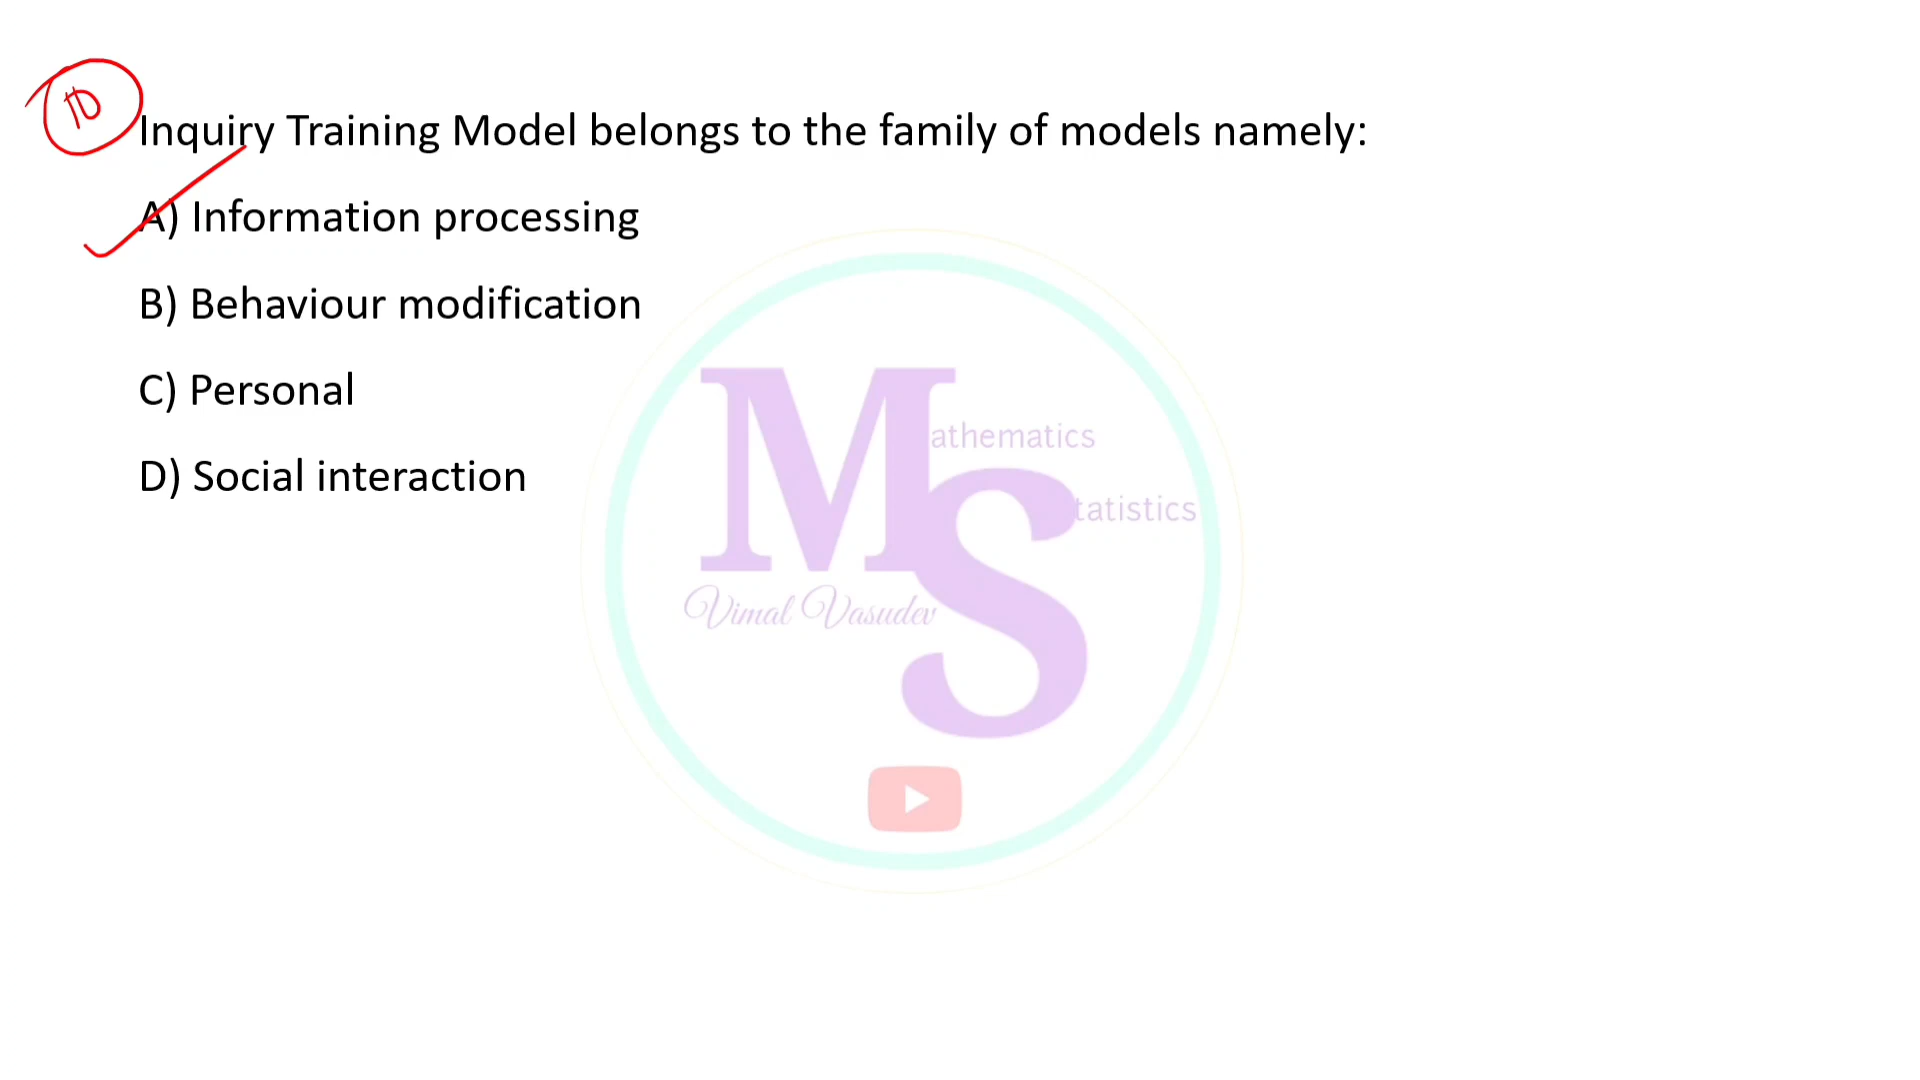 10
Inquiry Training Model belongs to the family of models namely:
A) Information processing
B) Behaviour modification
C) Personal
D) Social interaction
M
athematics
S
tatistics
Vimal Vasudev